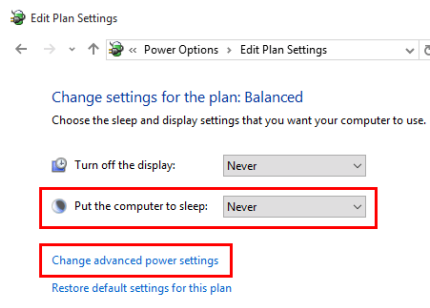 Edit Plan Settings
« Power Options › Edit Plan Settings
Change settings for the plan: Balanced
Choose the sleep and display settings that you want your computer to use.
Turn off the display: Never
Put the computer to sleep: Never
Change advanced power settings
Restore default settings for this plan